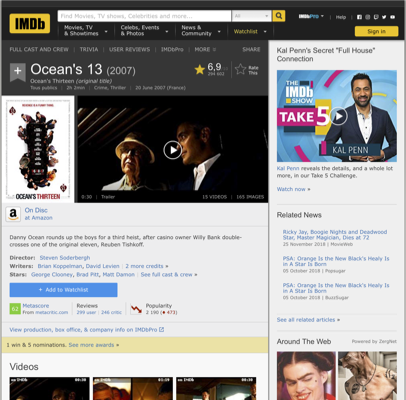 IMDb
Find Movies, TV shows, Celebrities and more...
All
IMDbPro
Help
Movies, TV & Showtimes
Celebs, Events & Photos
News & Community
Watchlist
Sign in
FULL CAST AND CREW | TRIVIA | USER REVIEWS | IMDbPro | MORE
SHARE
Ocean's 13 (2007)
Ocean's Thirteen (original title)
Tous publics | 2h 2min | Crime, Thriller | 20 June 2007 (France)
6,9
Rate This
OCEAN'S THIRTEEN
0:30 | Trailer
15 VIDEOS | 165 IMAGES
On Disc
at Amazon
Danny Ocean rounds up the boys for a third heist, after casino owner Willy Bank double-
crosses one of the original eleven, Reuben Tishkoff.
Director: Steven Soderbergh
Writers: Brian Koppelman, David Levien | 2 more credits »
Stars: George Clooney, Brad Pitt, Matt Damon | See full cast & crew »
+ Add to Watchlist
62
Metascore
From metacritic.com
Reviews
299 user | 246 critic
Popularity
2 190 (473)
View production, box office, & company info on IMDbPro
1 win & 5 nominations. See more awards »
Videos
Kal Penn's Secret "Full House"
Connection
THE IMDb SHOW
TAKE 5
KAL PENN
Kal Penn reveals the details, and a whole lot
more, in our Take 5 Challenge.
Watch now »
Related News
Ricky Jay, Boogie Nights and Deadwood
Star, Master Magician, Dies at 72
25 November 2018 | MovieWeb
PSA: Orange Is the New Black's Healy Is
in A Star Is Born
05 October 2018 | Popsugar
PSA: Orange Is the New Black's Healy Is
in A Star Is Born
05 October 2018 | BuzzSugar
See all related articles »
Around The Web
Powered by ZergNet